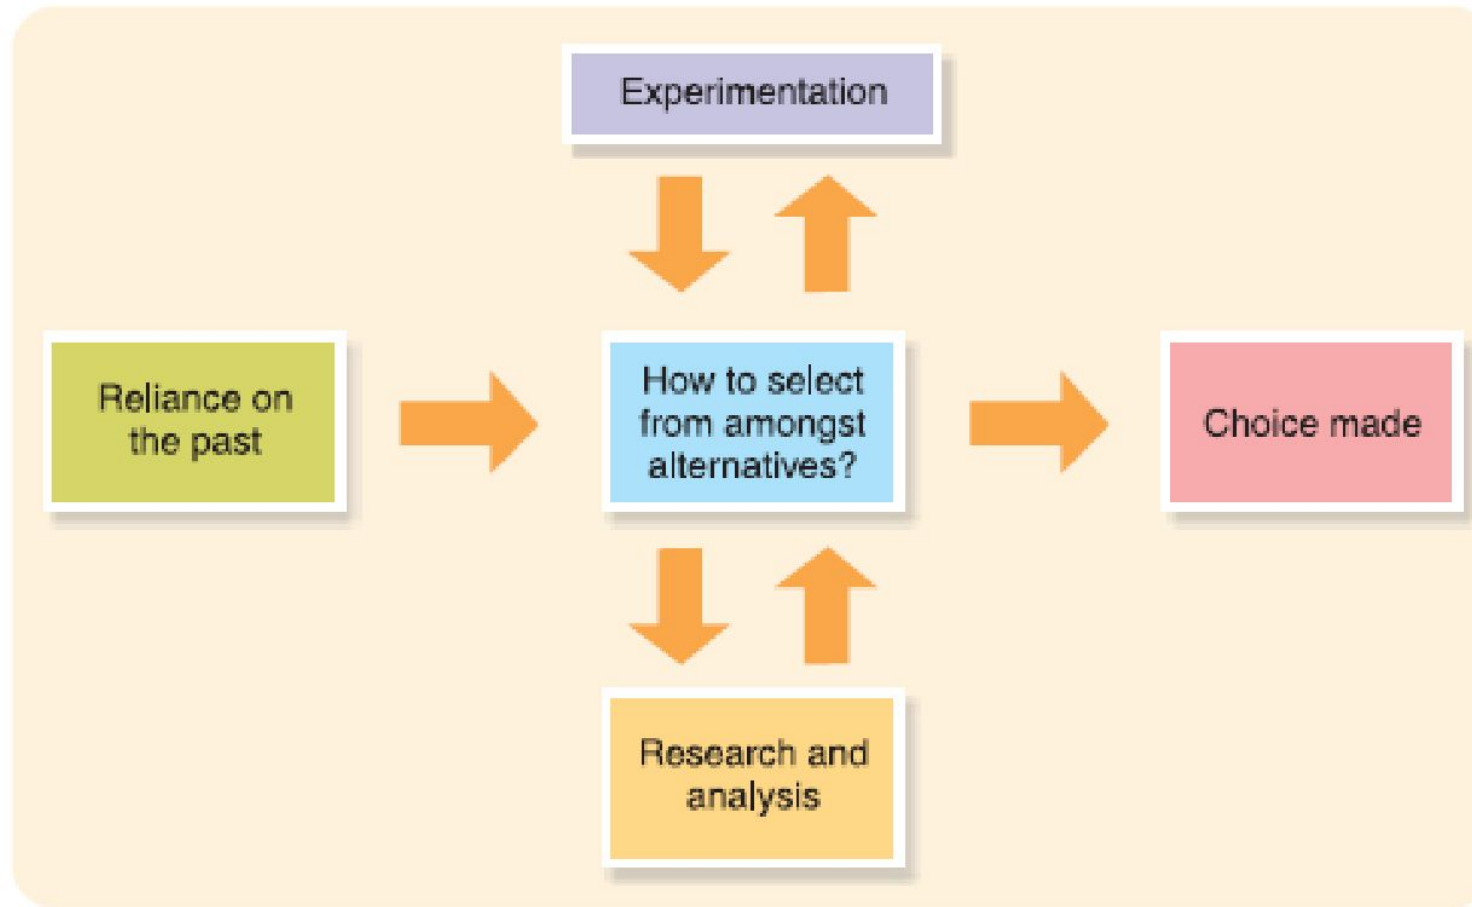 Experimentation
Reliance on
the past
How to select
from amongst
alternatives?
Choice made
Research and
analysis